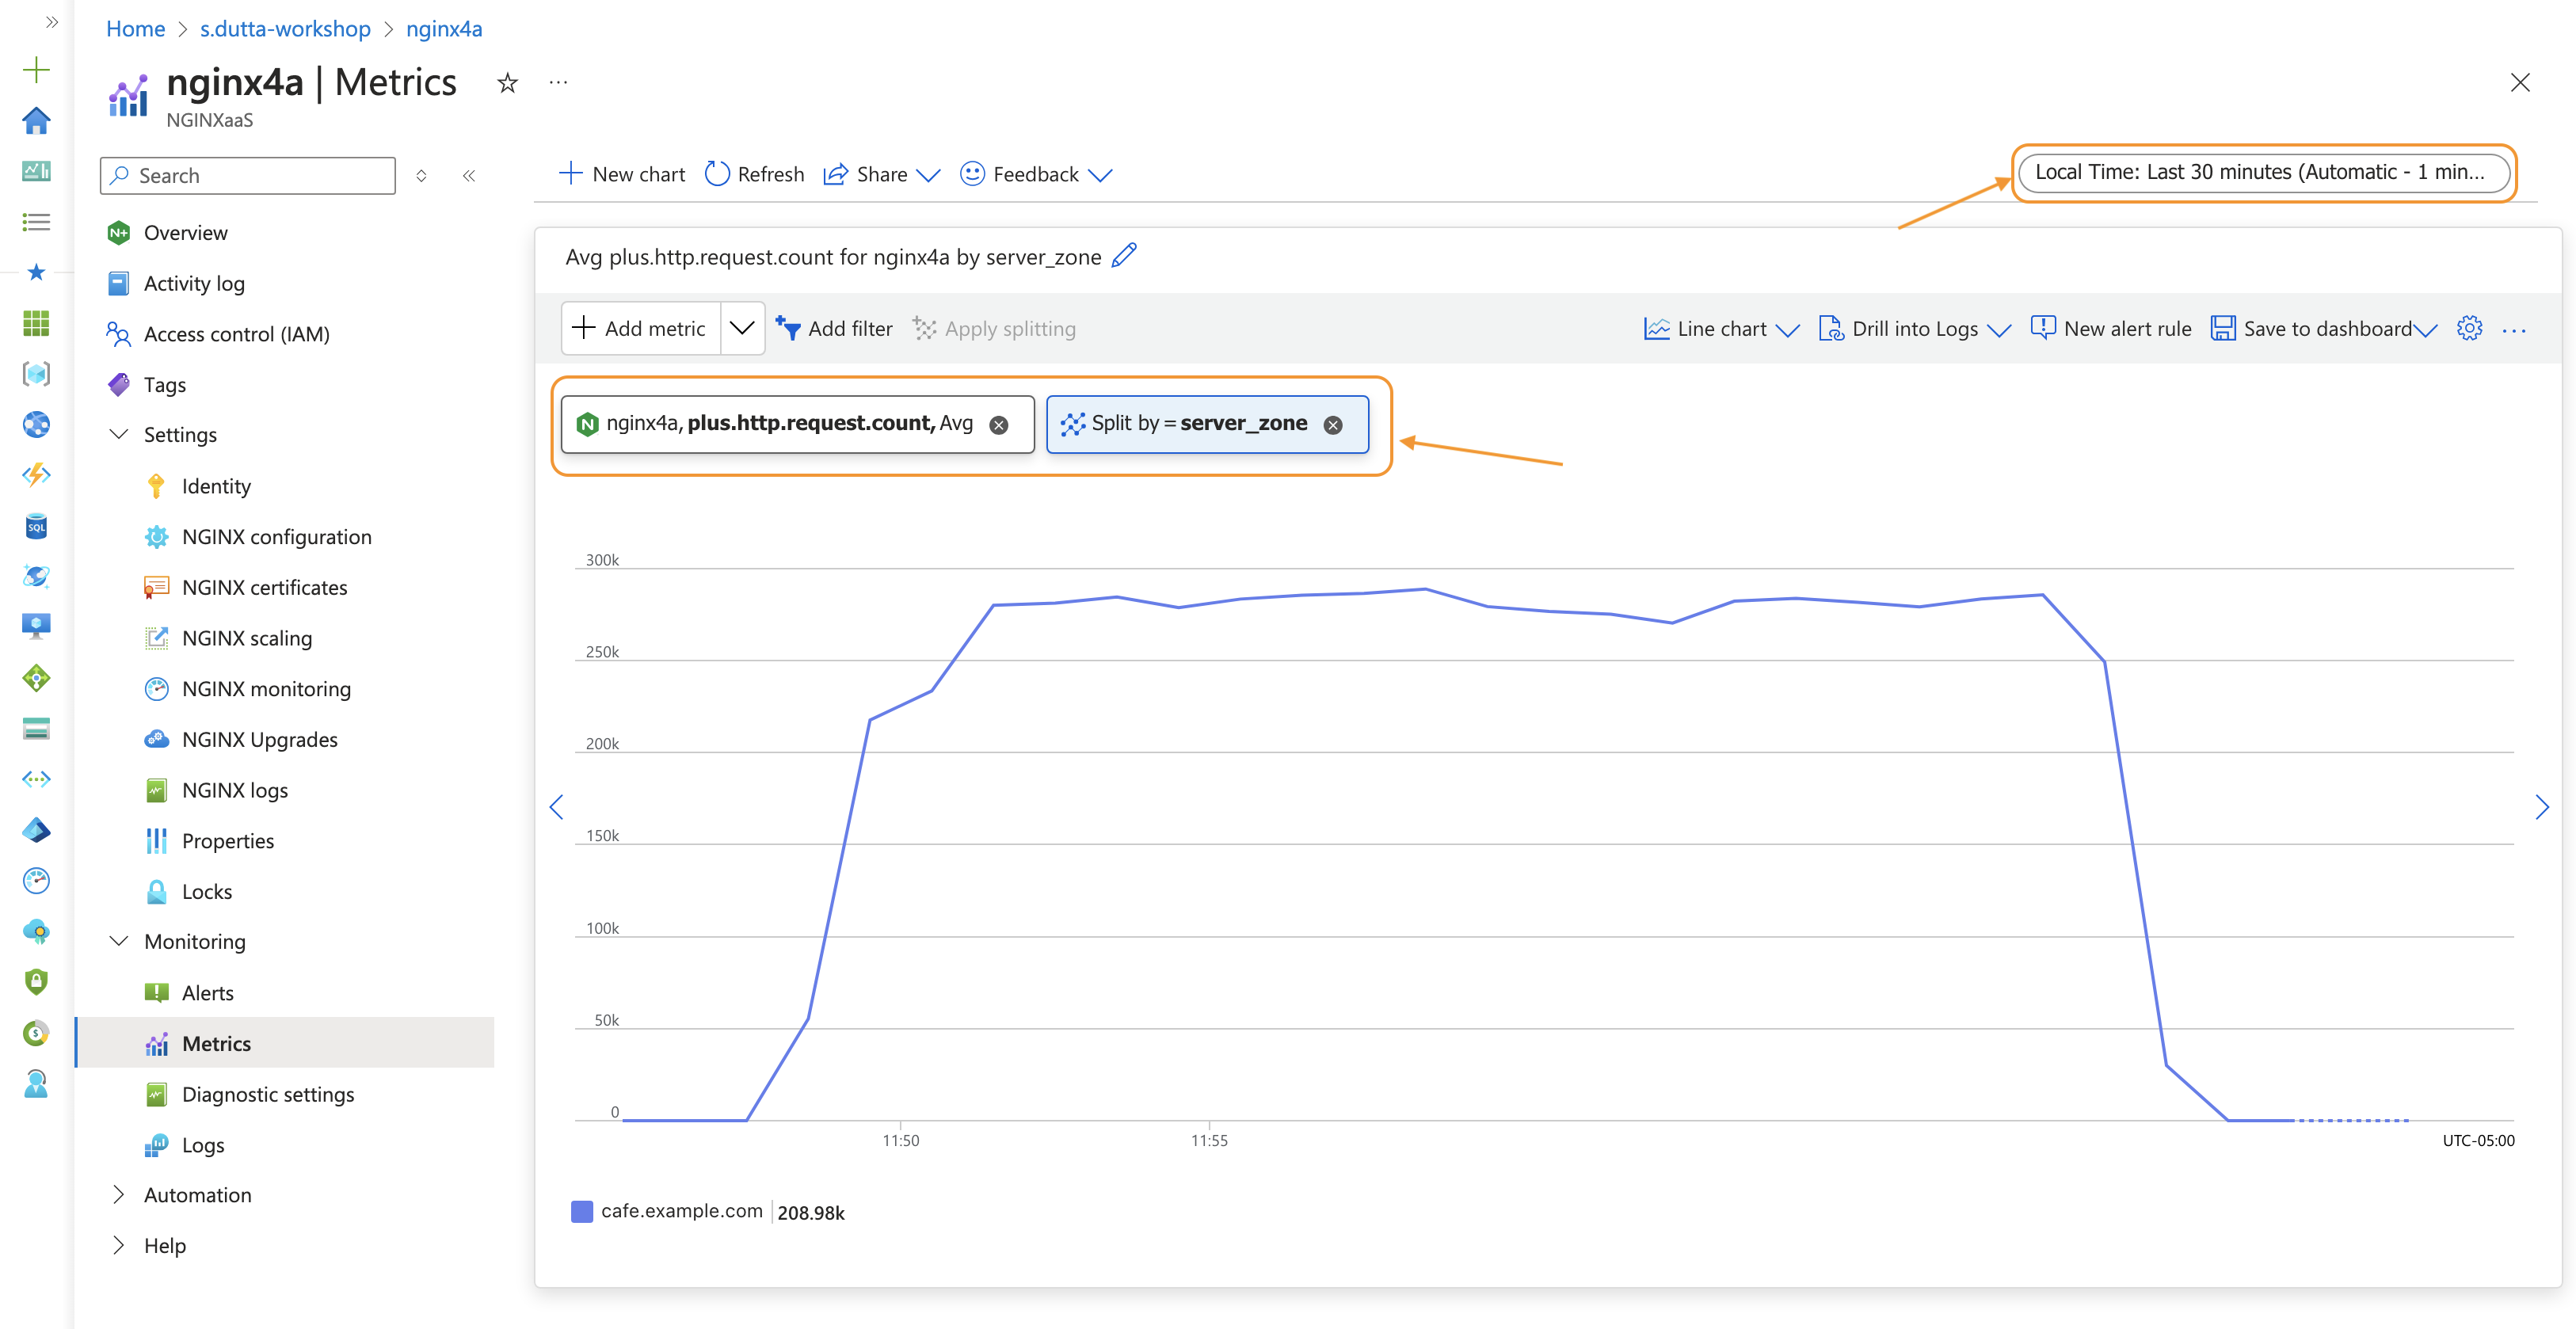 Home > s.dutta-workshop > nginx4a
nginx4a | Metrics
NGINXaaS
Search
Overview
Activity log
Access control (IAM)
Tags
Settings
Identity
NGINX configuration
NGINX certificates
NGINX scaling
NGINX monitoring
NGINX Upgrades
NGINX logs
Properties
Locks
Monitoring
Alerts
Metrics
Diagnostic settings
Logs
Automation
Help
New chart Refresh Share Feedback
Local Time: Last 30 minutes (Automatic - 1 min...
Avg plus.http.request.count for nginx4a by server_zone
Add metric Add filter Apply splitting Line chart Drill into Logs New alert rule Save to dashboard
nginx4a, plus.http.request.count, Avg Split by = server_zone
300k
250k
200k
150k
100k
50k
0
11:50 11:55 UTC-05:00
cafe.example.com 208.98k